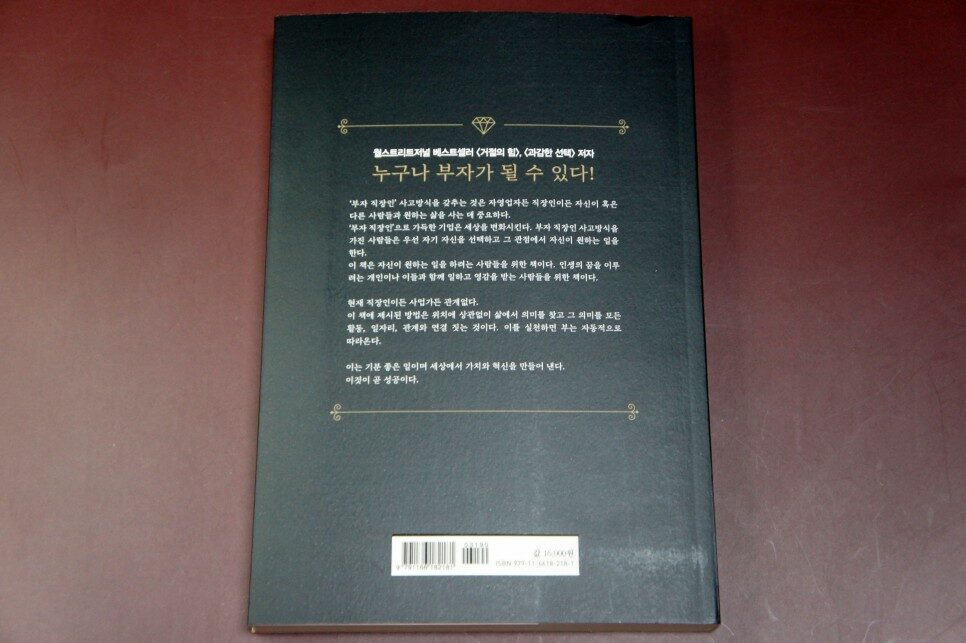 월스트리트저널 베스트셀러 〈거절의 힘〉, 〈과감한 선택〉 저자
누구나 부자가 될 수 있다!
'부자 직장인' 사고방식을 갖추는 것은 자영업자든 직장인이든 자신이 혹은
다른 사람들과 원하는 삶을 사는 데 중요하다.
'부자 직장인'으로 가득한 기업은 세상을 변화시킨다. 부자 직장인 사고방식을
가진 사람들은 우선 자기 자신을 선택하고 그 관점에서 자신이 원하는 일을
한다.
이 책은 자신이 원하는 일을 하려는 사람들을 위한 책이다. 인생의 꿈을 이루
려는 개인이나 이들과 함께 일하고 영감을 받는 사람들을 위한 책이다.
현재 직장인이든 사업가든 관계없다.
이 책에 제시된 방법은 위치에 상관없이 삶에서 의미를 찾고 그 의미를 모든
활동, 일자리, 관계와 연결 짓는 것이다. 이를 실천하면 부는 자동적으로
따라온다.
이는 기분 좋은 일이며 세상에서 가치와 혁신을 만들어 낸다.
이것이 곧 성공이다.
03190
9 791166 182181
값 16,000원
ISBN 979-11-6618-218-1